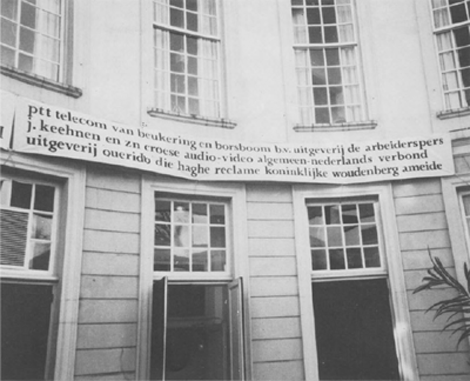 ptt telecom van beukering en borsboom b.v. uitgeverij de arbeiderspers
j. keehnen en zn croese audio-video algemeen-nederlands verbond
uitgeverij querido die haghe reclame koninklijke woudenberg ameide